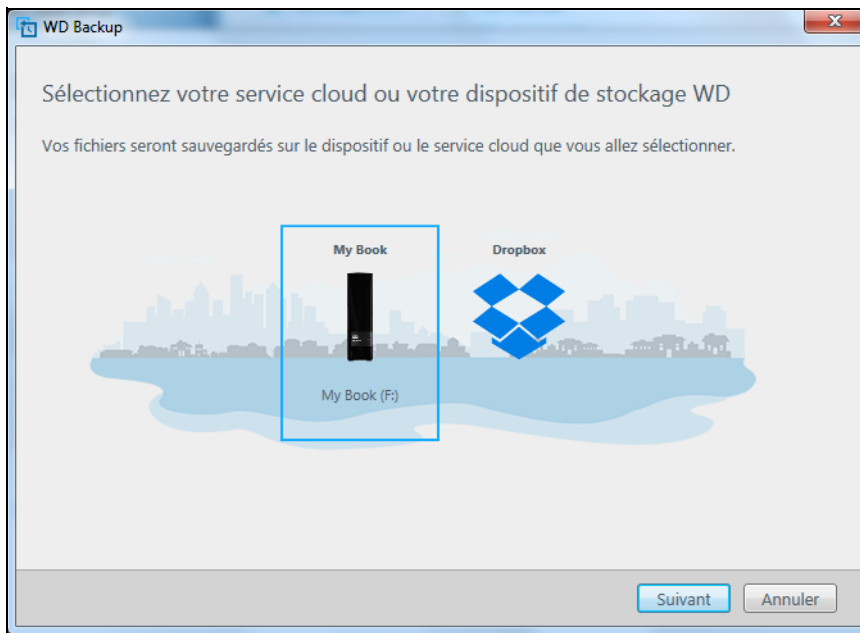 WD Backup
Sélectionnez votre service cloud ou votre dispositif de stockage WD
Vos fichiers seront sauvegardés sur le dispositif ou le service cloud que vous allez sélectionner.
My Book
Dropbox
My Book (F:)
Suivant
Annuler